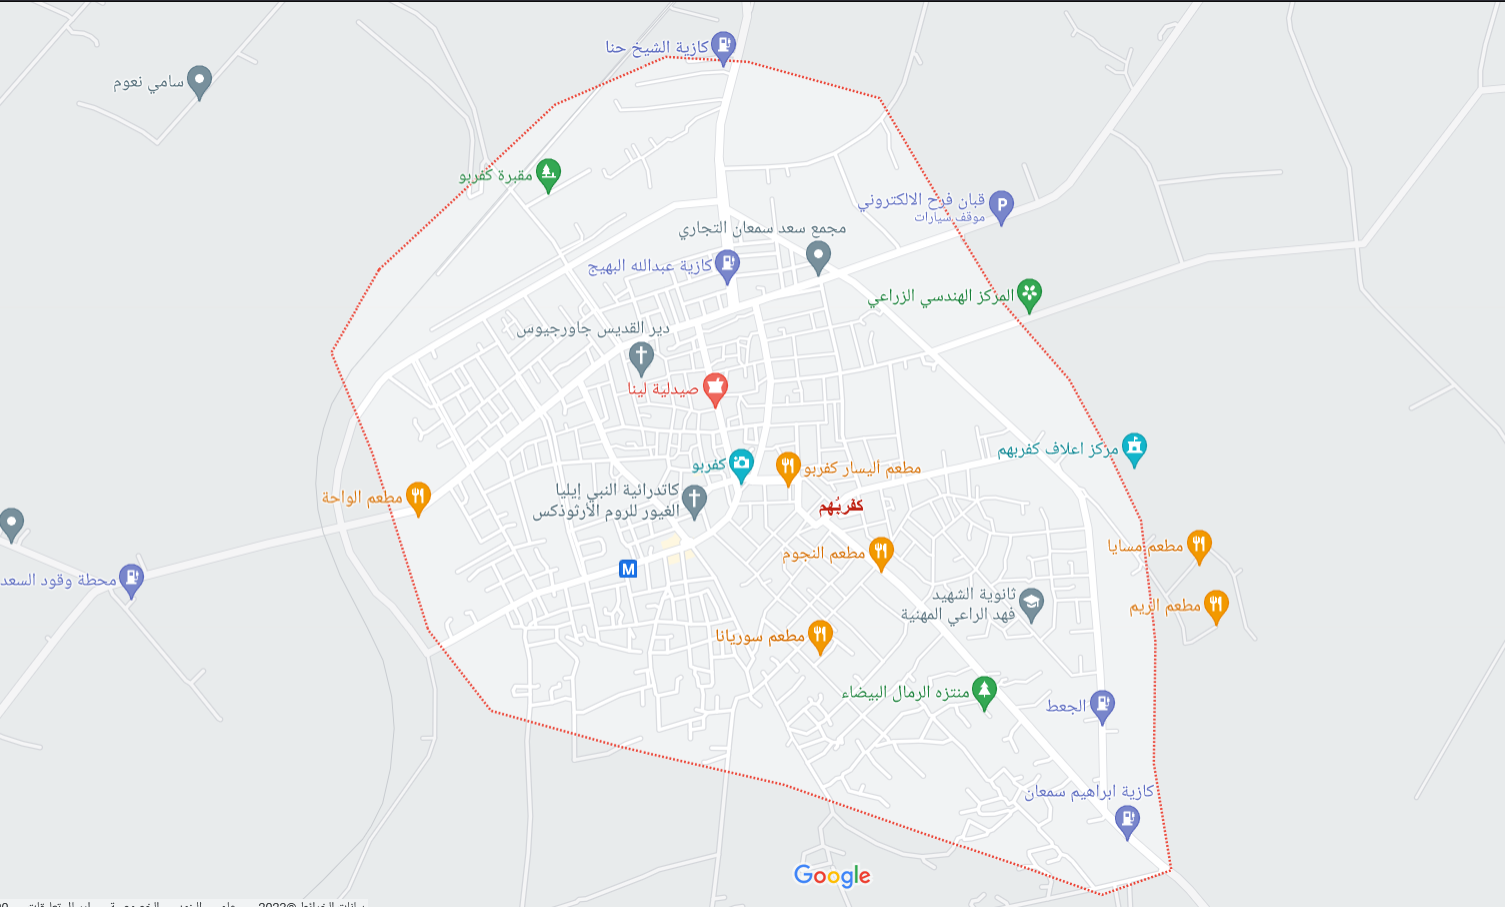 كازية الشيخ حنا
سامي نعوم
مقبرة كفربو
قبان فرح الالكتروني
موقف سيارات
مجمع سعد سمعان التجاري
كازية عبدالله البهيج
المركز الهندسي الزراعي
دير القديس جاورجيوس
صيدلية لينا
مركز اعلاف كفربهم
كفربو
مطعم أليسار كفربو
كاتدرائية النبي إيليا
الغيور للروم الأرثوذكس
مطعم الواحة
كفربُهم
مطعم مسايا
مطعم النجوم
M
محطة وقود السعد
ثانوية الشهيد
فهد الراعي المهنية
مطعم الريم
مطعم سوريانا
منتزه الرمال البيضاء
الجعط
كازية ابراهيم سمعان
Google